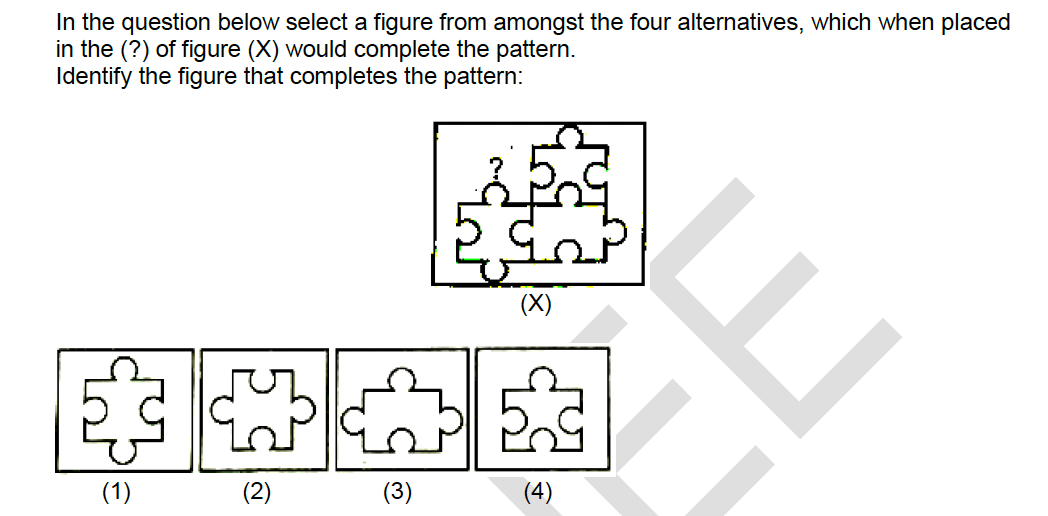 In the question below select a figure from amongst the four alternatives, which when placed
in the (?) of figure (X) would complete the pattern.
Identify the figure that completes the pattern:
?
(X)
(1) (2) (3) (4)